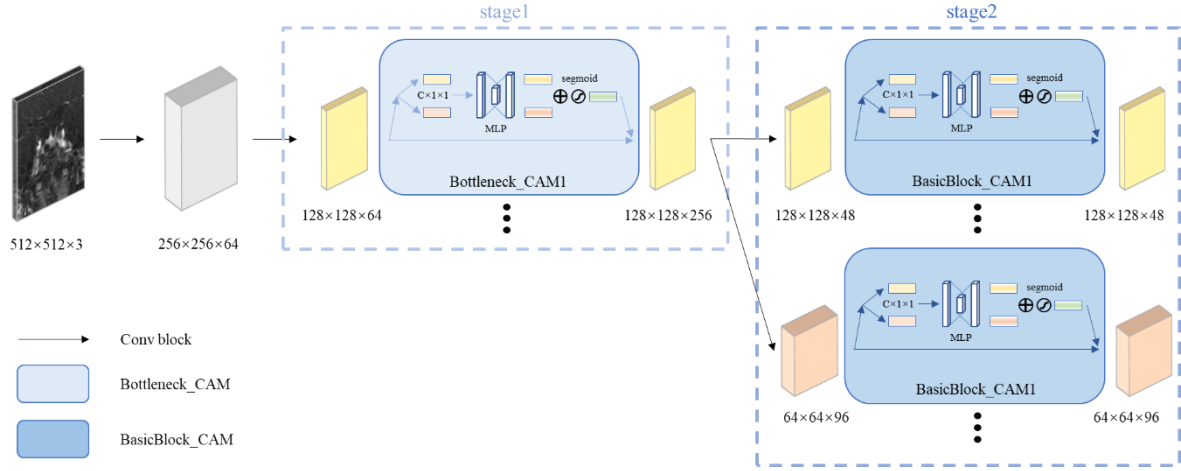 stage1
stage2
C×1×1
MLP
segmoid
Bottleneck_CAM1
C×1×1
MLP
segmoid
BasicBlock_CAM1
512×512×3
256×256×64
128×128×64
128×128×256
128×128×48
128×128×48
C×1×1
MLP
segmoid
BasicBlock_CAM1
64×64×96
64×64×96
Conv block
Bottleneck_CAM
BasicBlock_CAM